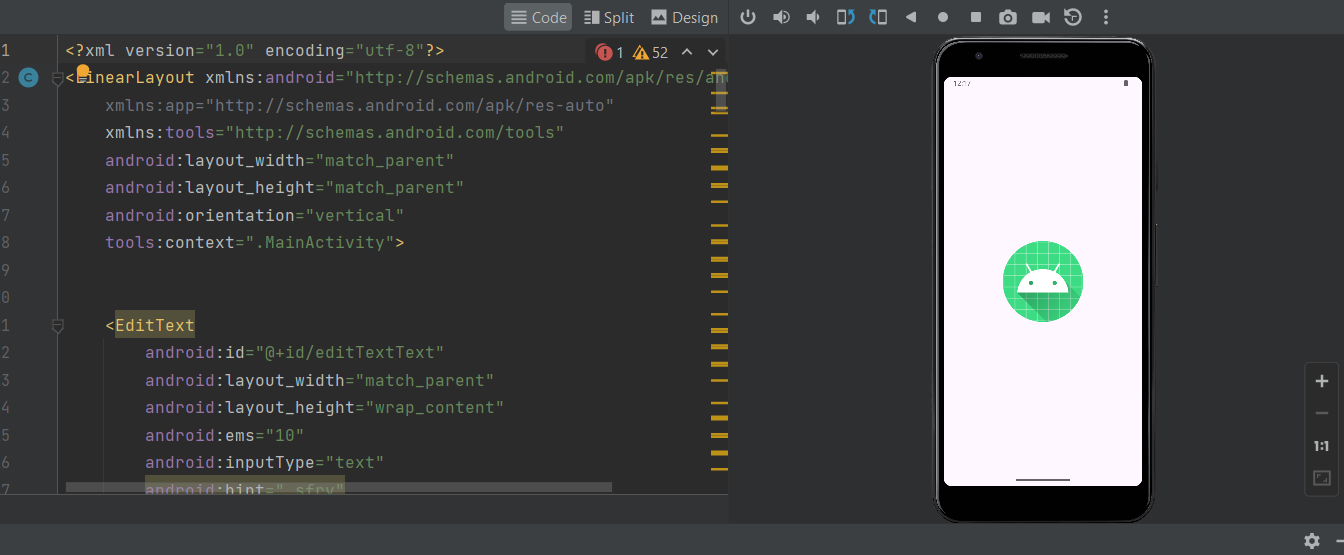 Code Split Design
1 <?xml version="1.0" encoding="utf-8"?> 1 52
2 C <LinearLayout xmlns:android="http://schemas.android.com/apk/res/and
3 xmlns:app="http://schemas.android.com/apk/res-auto"
4 xmlns:tools="http://schemas.android.com/tools"
5 android:layout_width="match_parent"
6 android:layout_height="match_parent"
7 android:orientation="vertical"
8 tools:context=".MainActivity">
9
0
1 <EditText
2 android:id="@+id/editTextText"
3 android:layout_width="match_parent"
4 android:layout_height="wrap_content"
5 android:ems="10"
6 android:inputType="text"
7 android:hint=" sfry"
12:17
1:1